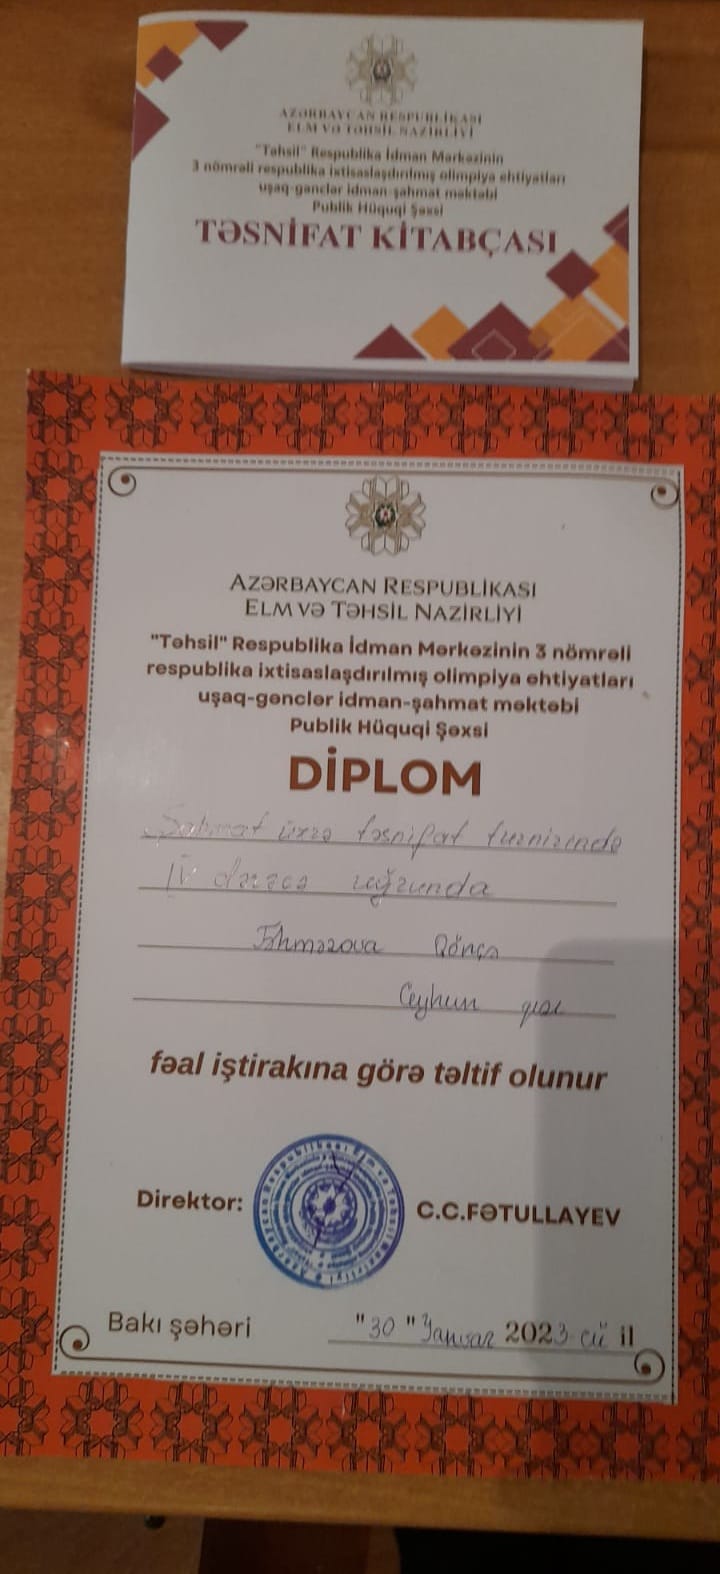 AZƏRBAYCAN RESPUBLİKASI
ELM VƏ TƏHSİL NAZİRLİYİ
"Təhsil" Respublika İdman Mərkəzinin
3 nömrəli respublika ixtisaslaşdırılmış olimpiya ehtiyatları
uşaq-gənclər idman-şahmat məktəbi
Publik Hüquqi Şəxsi
TƏSNİFAT KİTABÇASI
AZƏRBAYCAN RESPUBLİKASI
ELM VƏ TƏHSİL NAZİRLİYİ
"Təhsil" Respublika İdman Mərkəzinin 3 nömrəli
respublika ixtisaslaşdırılmış olimpiya ehtiyatları
uşaq-gənclər idman-şahmat məktəbi
Publik Hüquqi Şəxsi
DİPLOM
Şahmat üzrə təsnifat turnirində
IV dərəcə uğrunda
Qönçə
Ceyhun qızı
fəal iştirakına görə təltif olunur
Direktor:
C.C.FƏTULLAYEV
Bakı şəhəri
"30" Yanvar 2023-cü il